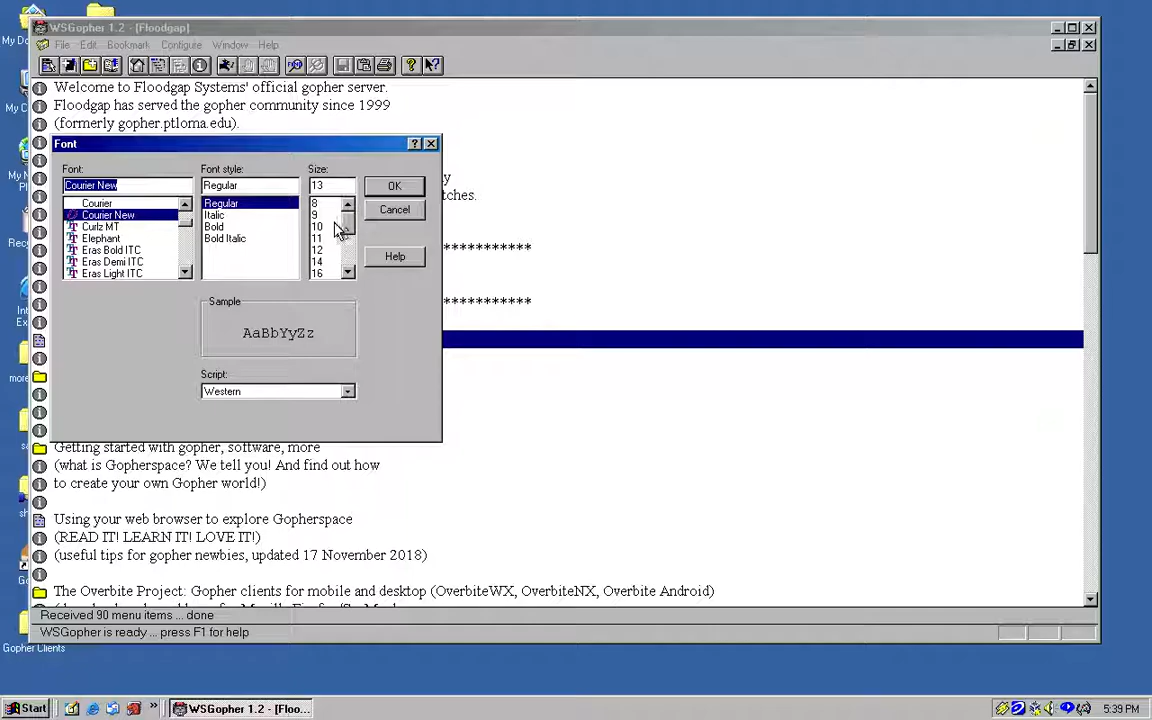 WSGopher 1.2 - [Floodgap]
File Edit Bookmark Configure Window Help
Welcome to Floodgap Systems' official gopher server.
Floodgap has served the gopher community since 1999
(formerly gopher.ptloma.edu).
Font
Font:
Font style:
Size:
Courier New
Regular
13
OK
Cancel
Help
Courier
Courier New
Curlz MT
Elephant
Eras Bold ITC
Eras Demi ITC
Eras Light ITC
Regular
Italic
Bold
Bold Italic
8
9
10
11
12
14
16
Sample
AaBbYyZz
Script:
Western
***********
***********
Getting started with gopher, software, more
(what is Gopherspace? We tell you! And find out how
to create your own Gopher world!)
Using your web browser to explore Gopherspace
(READ IT! LEARN IT! LOVE IT!)
(useful tips for gopher newbies, updated 17 November 2018)
The Overbite Project: Gopher clients for mobile and desktop (OverbiteWX, OverbiteNX, Overbite Android)
Received 90 menu items ... done
WSGopher is ready ... press F1 for help
Gopher Clients
Start
WSGopher 1.2 - [Floo...
5:39 PM